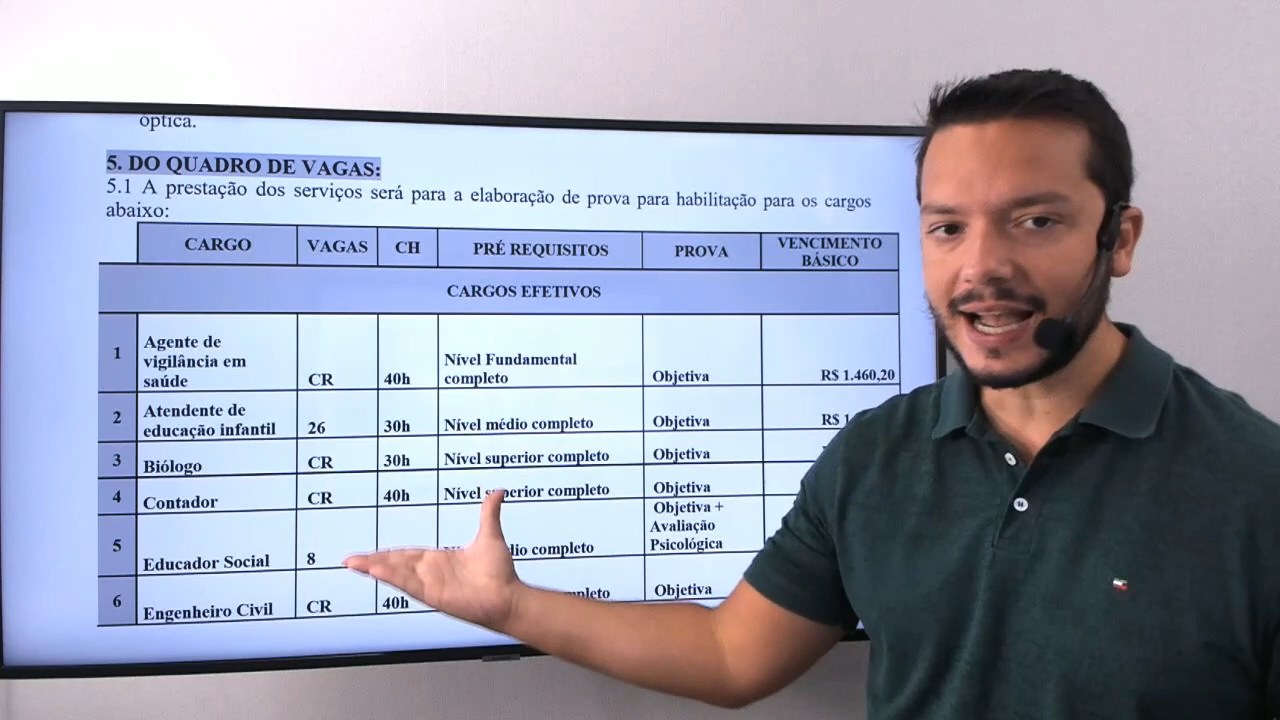 óptica.
5. DO QUADRO DE VAGAS:
5.1 A prestação dos serviços será para a elaboração de prova para habilitação para os cargos
abaixo:
CARGO VAGAS CH PRÉ REQUISITOS PROVA VENCIMENTO BÁSICO
CARGOS EFETIVOS
1 Agente de vigilância em saúde CR 40h Nível Fundamental completo Objetiva R$ 1.460,20
2 Atendente de educação infantil 26 30h Nível médio completo Objetiva R$
3 Biólogo CR 30h Nível superior completo Objetiva
4 Contador CR 40h Nível superior completo Objetiva
5 Educador Social 8 completo Objetiva + Avaliação Psicológica
6 Engenheiro Civil CR 40h Objetiva